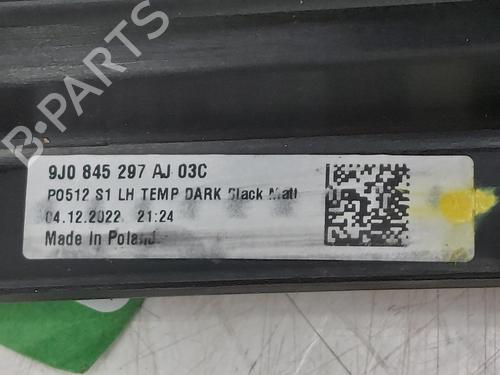 B-PARTS
9J0 845 297 AJ 03C
PO512 S1 LH TEMP DARK Black Matt
04.12.2022 21:24
Made in Poland